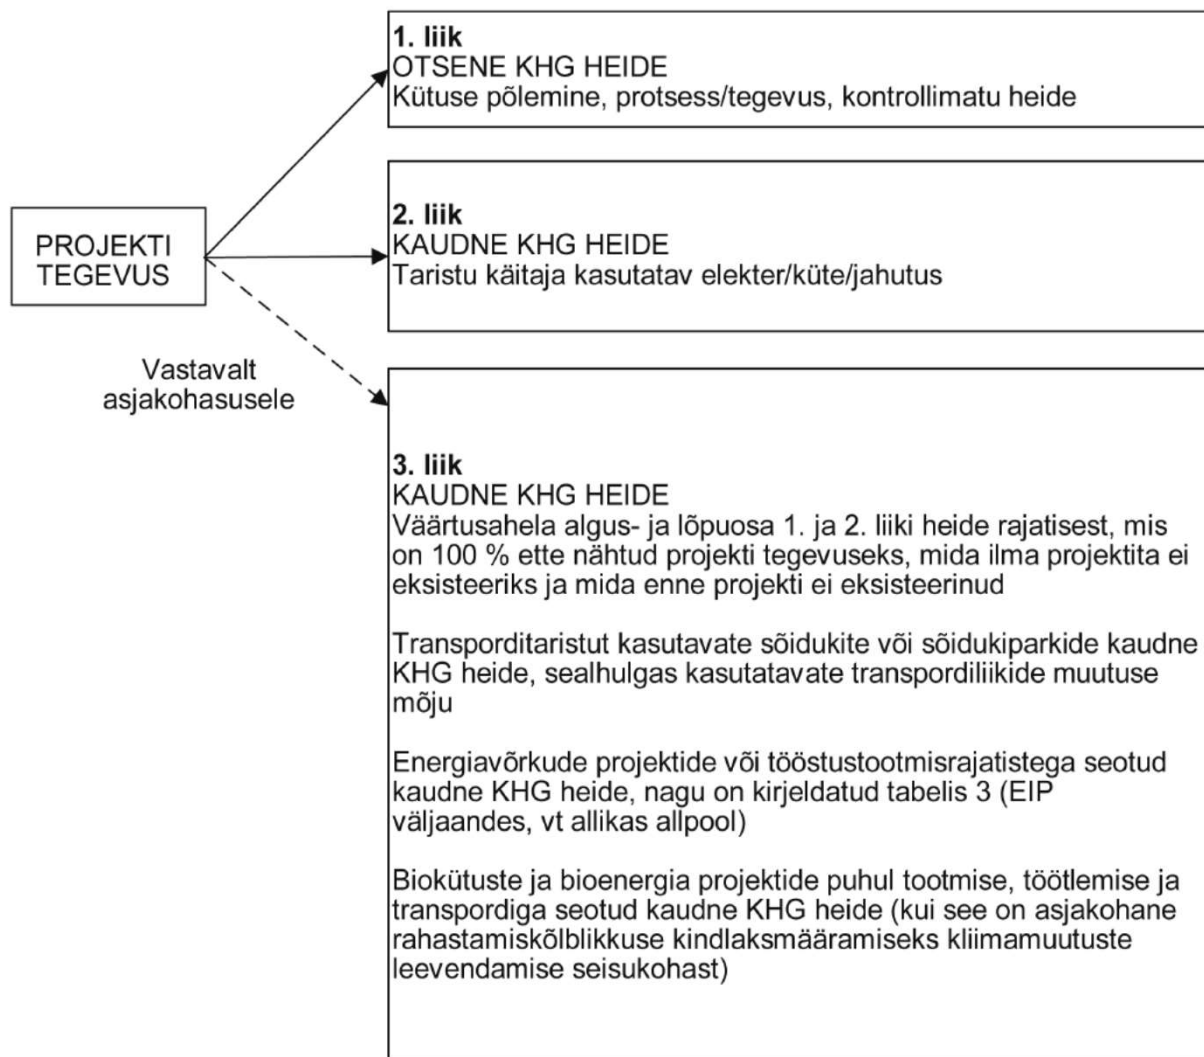 1. liik
OTSENE KHG HEIDE
Kütuse põlemine, protsess/tegevus, kontrollimatu heide
PROJEKTI
TEGEVUS
2. liik
KAUDNE KHG HEIDE
Taristu käitaja kasutatav elekter/küte/jahutus
Vastavalt
asjakohasusele
3. liik
KAUDNE KHG HEIDE
Väärtusahela algus- ja lõpuosa 1. ja 2. liiki heide rajatisest, mis
on 100 % ette nähtud projekti tegevuseks, mida ilma projektita ei
eksisteeriks ja mida enne projekti ei eksisteerinud
Transporditaristut kasutavate sõidukite või sõidukiparkide kaudne
KHG heide, sealhulgas kasutatavate transpordiliikide muutuse
mõju
Energiavõrkude projektide või tööstustootmisrajatistega seotud
kaudne KHG heide, nagu on kirjeldatud tabelis 3 (EIP
väljaandes, vt allikas allpool)
Biokütuste ja bioenergia projektide puhul tootmise, töötlemise ja
transpordiga seotud kaudne KHG heide (kui see on asjakohane
rahastamiskõlblikkuse kindlaksmääramiseks kliimamuutuste
leevendamise seisukohast)